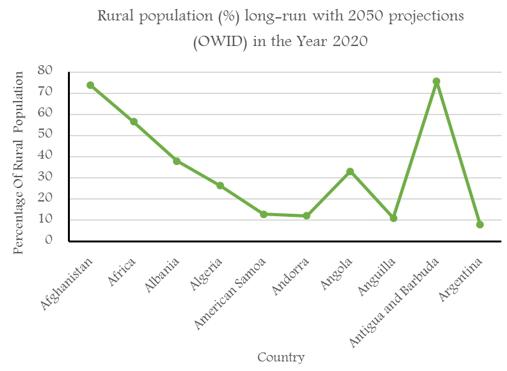 Rural population (%) long-run with 2050 projections
(OWID) in the Year 2020
Percentage Of Rural Population
80
70
60
50
40
30
20
10
0
Afghanistan
Africa
Albania
Algeria
American Samoa
Andorra
Angola
Anguilla
Antigua and Barbuda
Argentina
Country